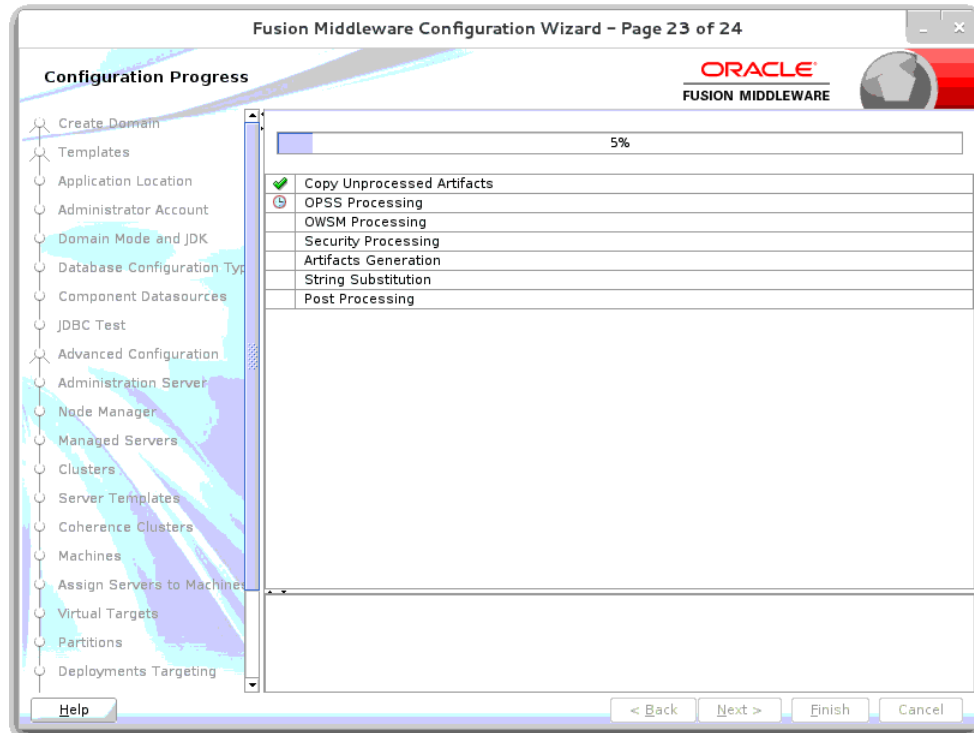 Fusion Middleware Configuration Wizard – Page 23 of 24
Configuration Progress
ORACLE
FUSION MIDDLEWARE
Create Domain
Templates
Application Location
Administrator Account
Domain Mode and JDK
Database Configuration Typ
Component Datasources
JDBC Test
Advanced Configuration
Administration Server
Node Manager
Managed Servers
Clusters
Server Templates
Coherence Clusters
Machines
Assign Servers to Machines
Virtual Targets
Partitions
Deployments Targeting
5%
Copy Unprocessed Artifacts
OPSS Processing
OWSM Processing
Security Processing
Artifacts Generation
String Substitution
Post Processing
Help
< Back
Next >
Finish
Cancel